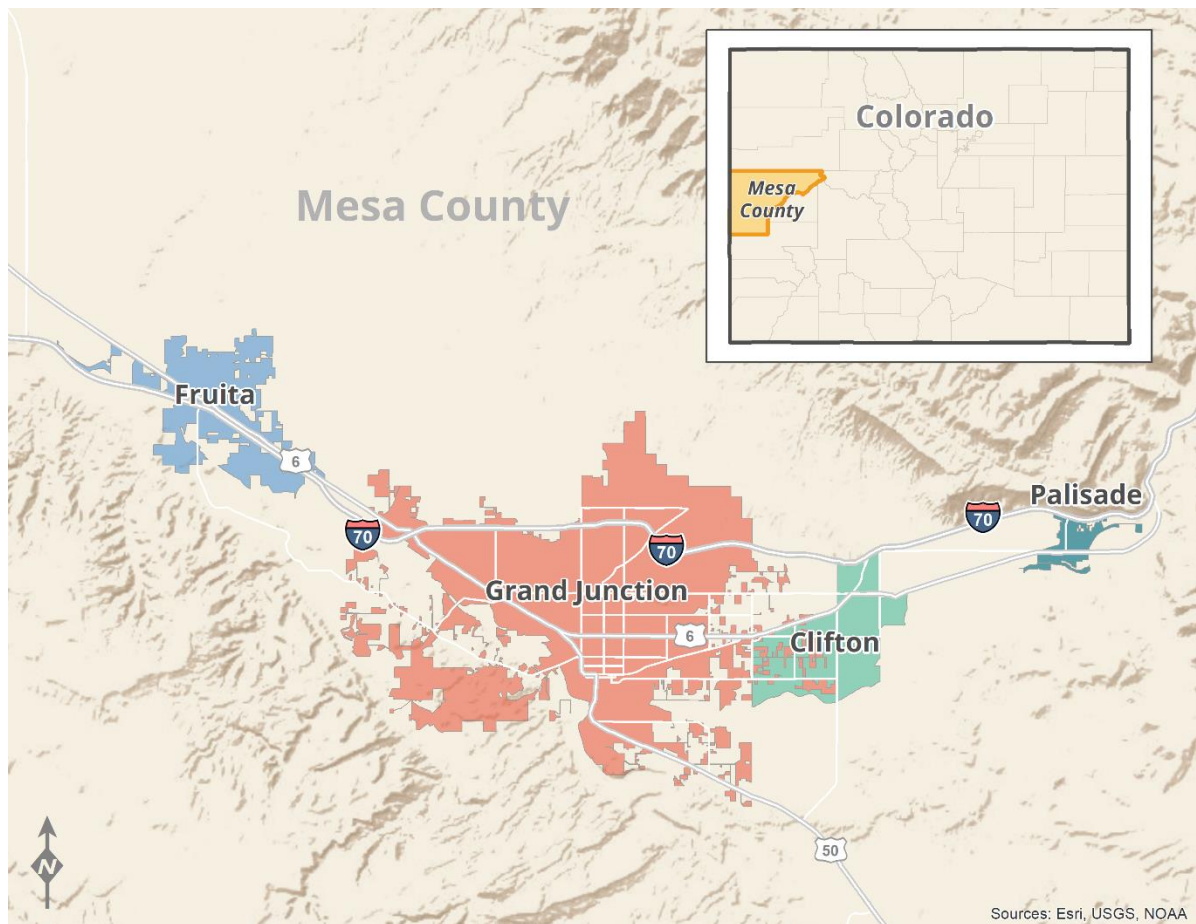 Colorado
Mesa
County
Mesa County
Fruita
6
Palisade
70
70
70
Grand Junction
6
Clifton
50
N
Sources: Esri, USGS, NOAA